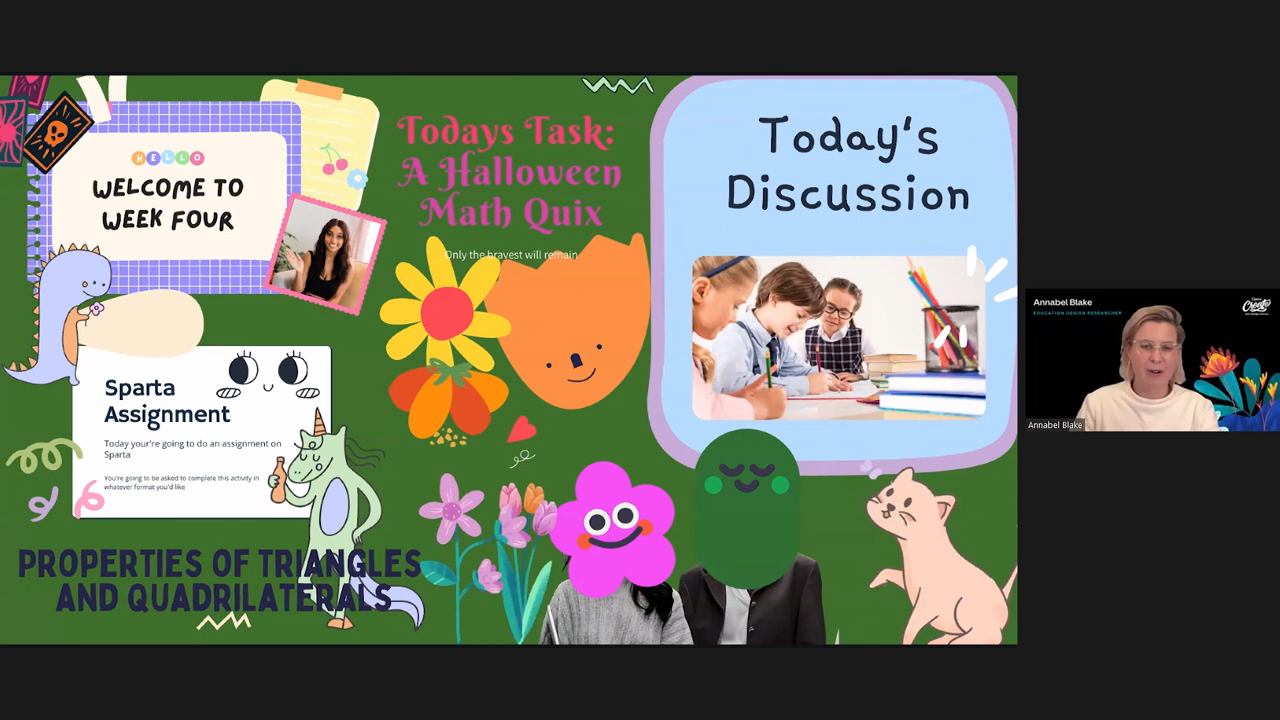 HELLO
WELCOME TO
WEEK FOUR
Todays Task:
A Halloween
Math Quix
Only the bravest will remain
Today's
Discussion
Sparta
Assignment
Today your're going to do an assignment on
Sparta
You're going to be asked to complete this activity in
whatever format you'd like
PROPERTIES OF TRIANGLES
AND QUADRILATERALS
Annabel Blake
EDUCATION DESIGN RESEARCHER
Create
Annabel Blake